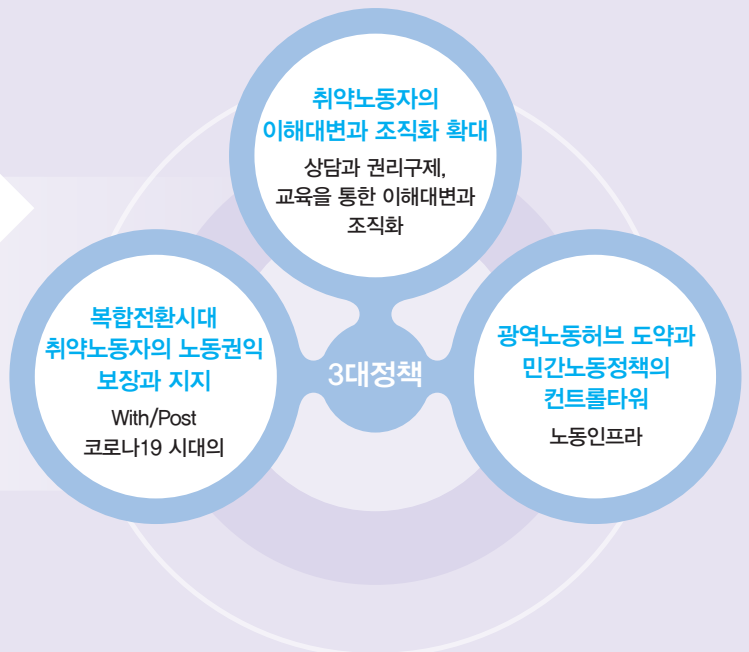 취약노동자의
이해대변과 조직화 확대
상담과 권리구제,
교육을 통한 이해대변과
조직화
복합전환시대
취약노동자의 노동권익
보장과 지지
With/Post
코로나19 시대의
3대정책
광역노동허브 도약과
민간노동정책의
컨트롤타워
노동인프라